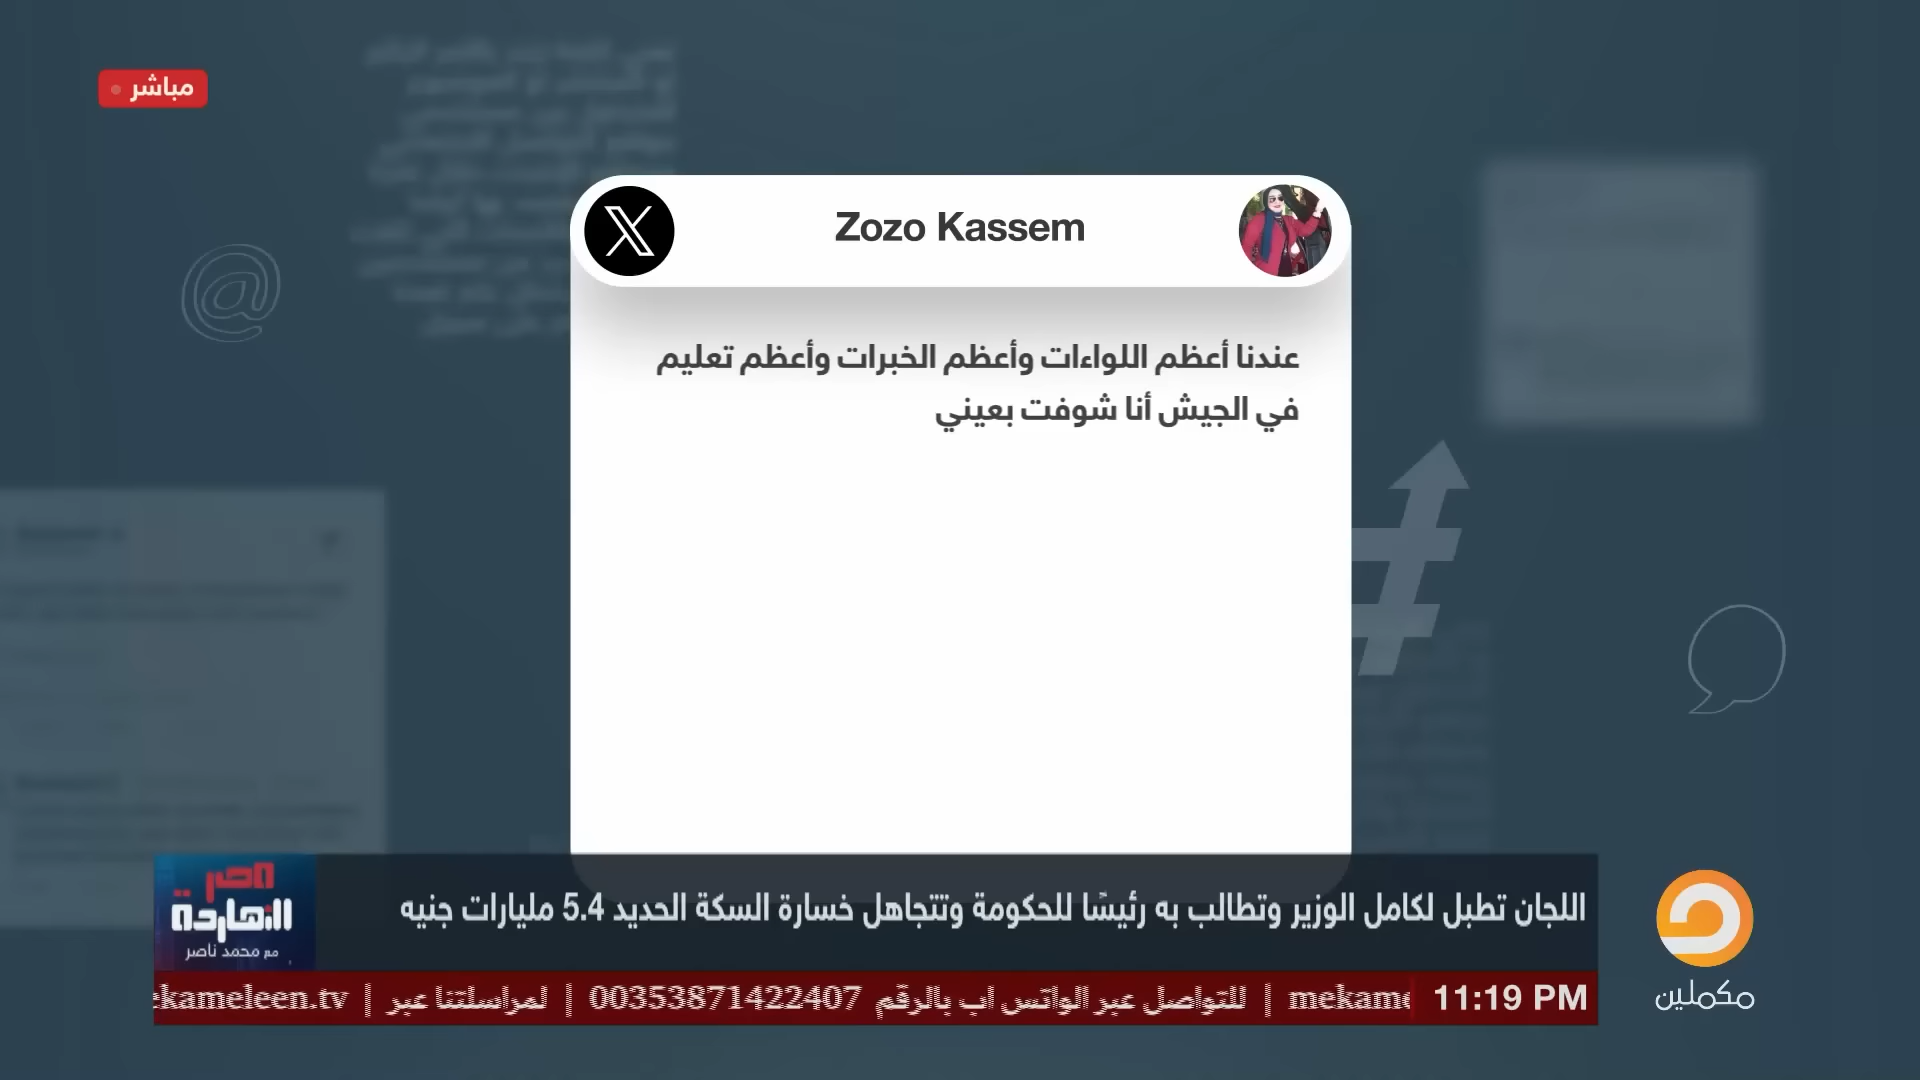 مباشر
Zozo Kassem
عندنا أعظم اللواءات وأعظم الخبرات وأعظم تعليم
في الجيش أنا شوفت بعيني
اللجان تطبل لكامل الوزير وتطالب به رئيسًا للحكومة وتتجاهل خسارة السكة الحديد 5.4 مليارات جنيه
مصر
النهاردة
مع محمد ناصر
11:19 PM
mekame | للتواصل عبر الواتس اب بالرقم 00353871422407 | لمراسلتنا عبر | ekameleen.tv
مكملين